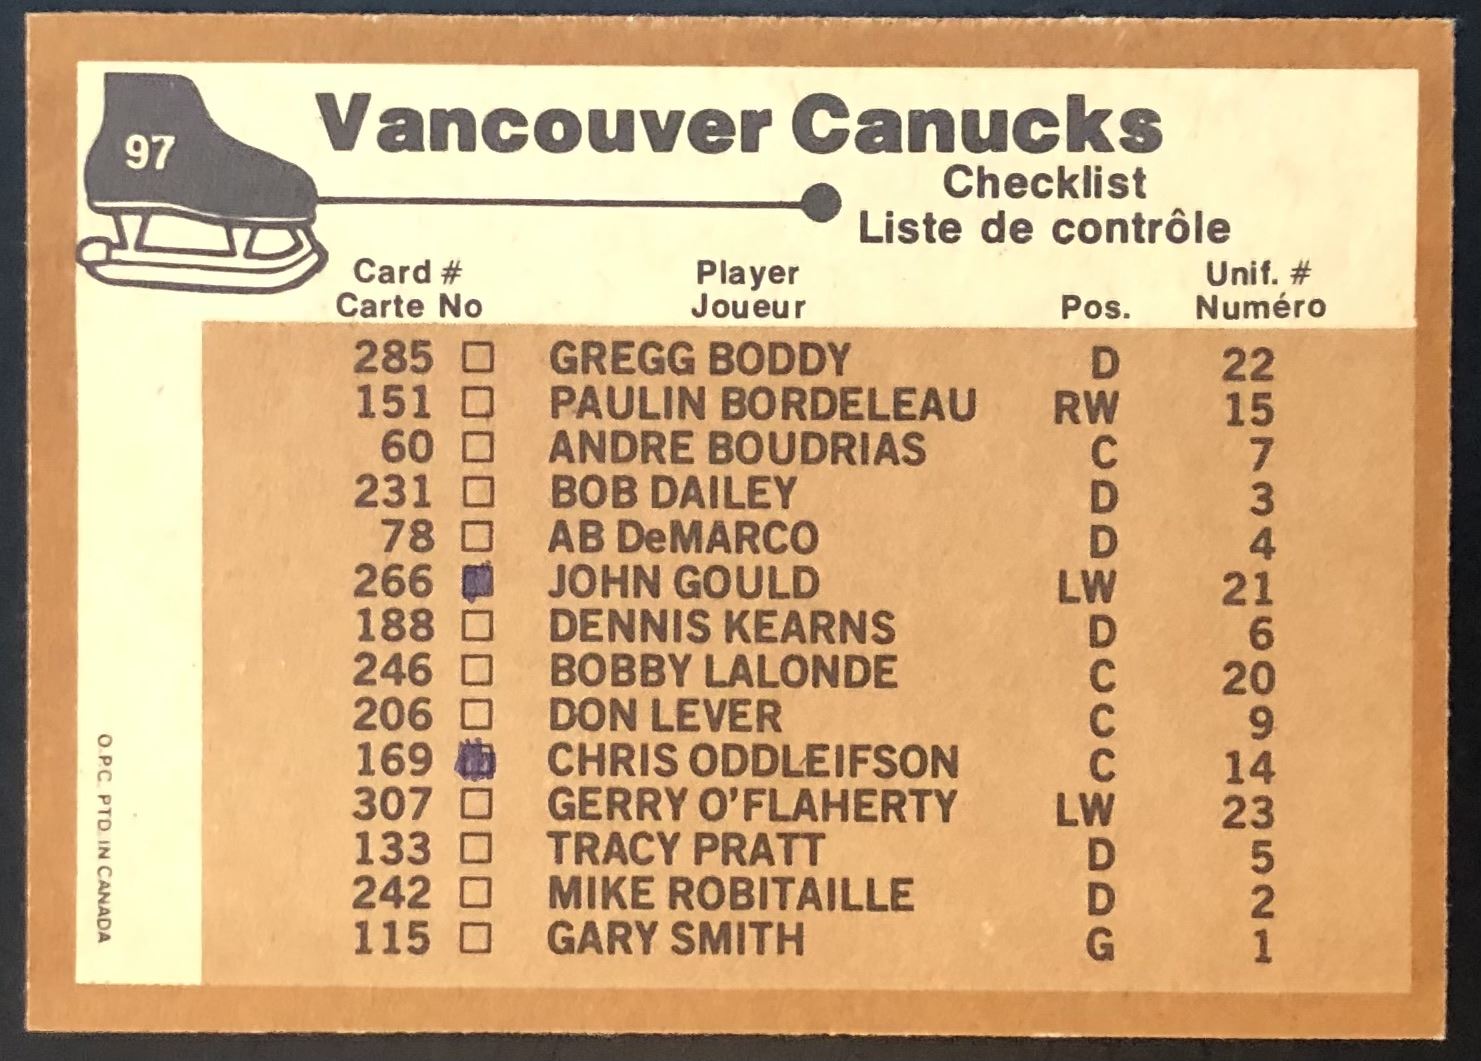 97
Vancouver Canucks
Checklist
Liste de contrôle
Card # Player Unif. #
Carte No Joueur Pos. Numéro
285 GREGG BODDY D 22
151 PAULIN BORDELEAU RW 15
60 ANDRE BOUDRIAS C 7
231 BOB DAILEY D 3
78 AB DeMARCO D 4
266 JOHN GOULD LW 21
188 DENNIS KEARNS D 6
246 BOBBY LALONDE C 20
206 DON LEVER C 9
169 CHRIS ODDLEIFSON C 14
307 GERRY O'FLAHERTY LW 23
133 TRACY PRATT D 5
242 MIKE ROBITAILLE D 2
115 GARY SMITH G 1
O.P.C. PTD. IN CANADA